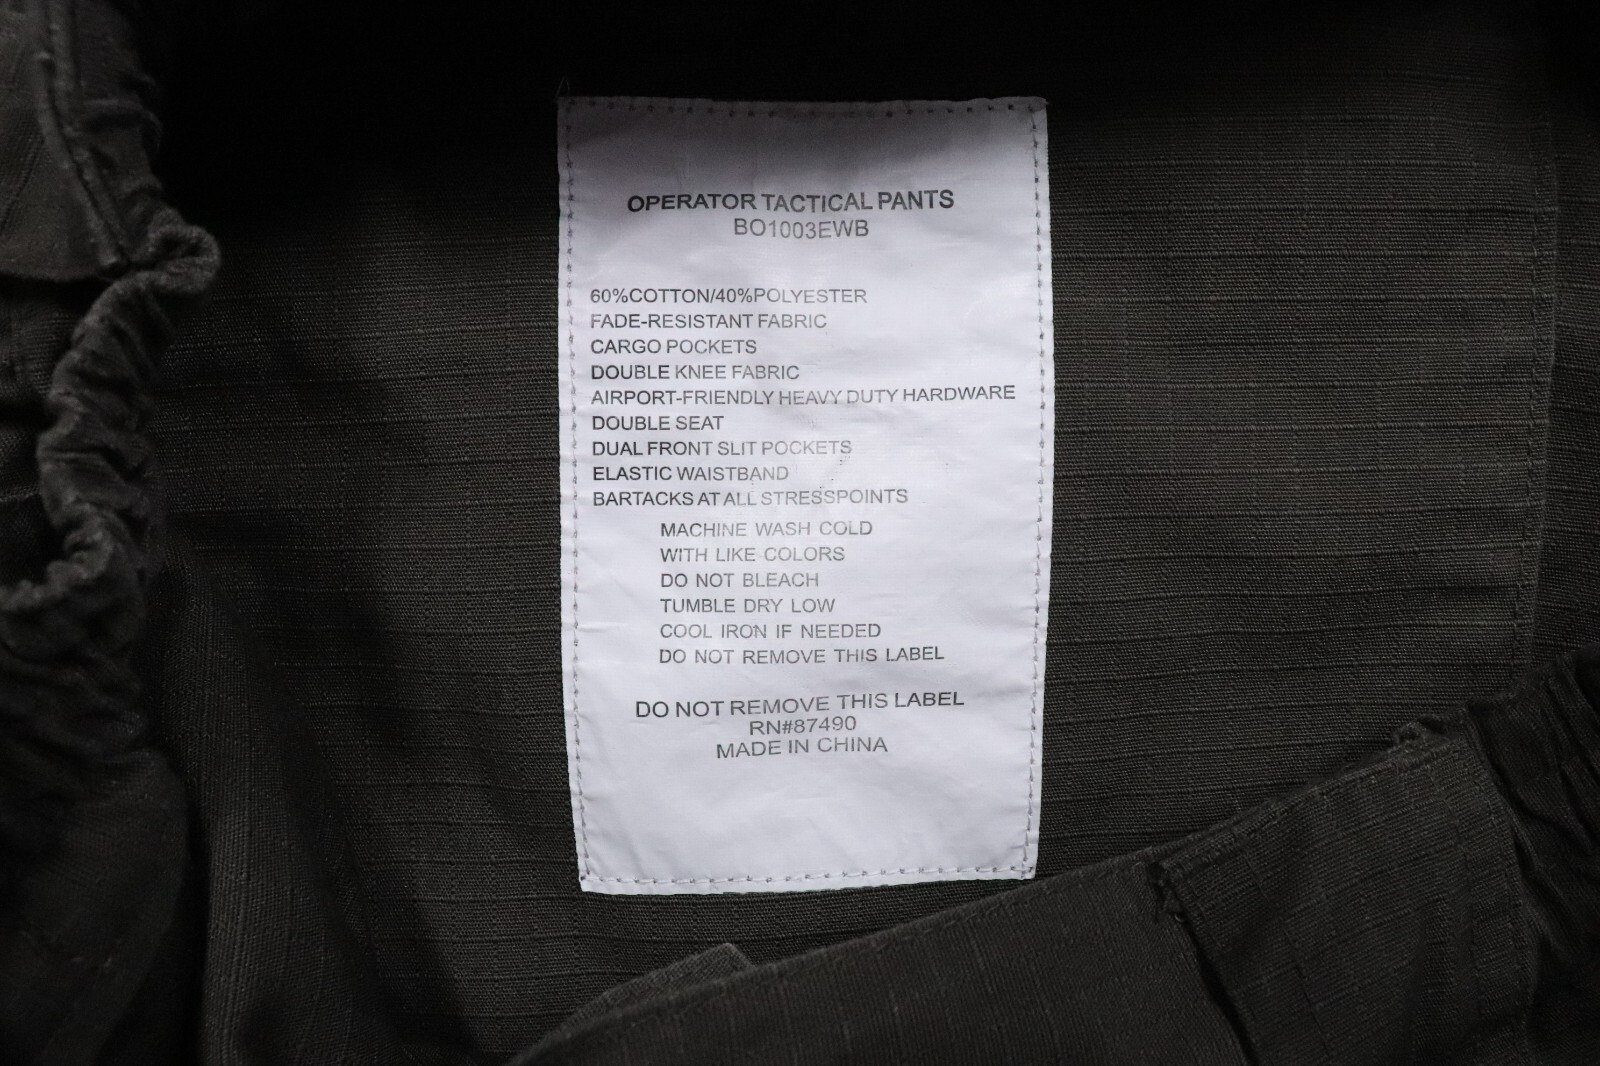 OPERATOR TACTICAL PANTS
BO1003EWB
60%COTTON/40%POLYESTER
FADE-RESISTANT FABRIC
CARGO POCKETS
DOUBLE KNEE FABRIC
AIRPORT-FRIENDLY HEAVY DUTY HARDWARE
DOUBLE SEAT
DUAL FRONT SLIT POCKETS
ELASTIC WAISTBAND
BARTACKS AT ALL STRESSPOINTS
MACHINE WASH COLD
WITH LIKE COLORS
DO NOT BLEACH
TUMBLE DRY LOW
COOL IRON IF NEEDED
DO NOT REMOVE THIS LABEL
DO NOT REMOVE THIS LABEL
RN#87490
MADE IN CHINA